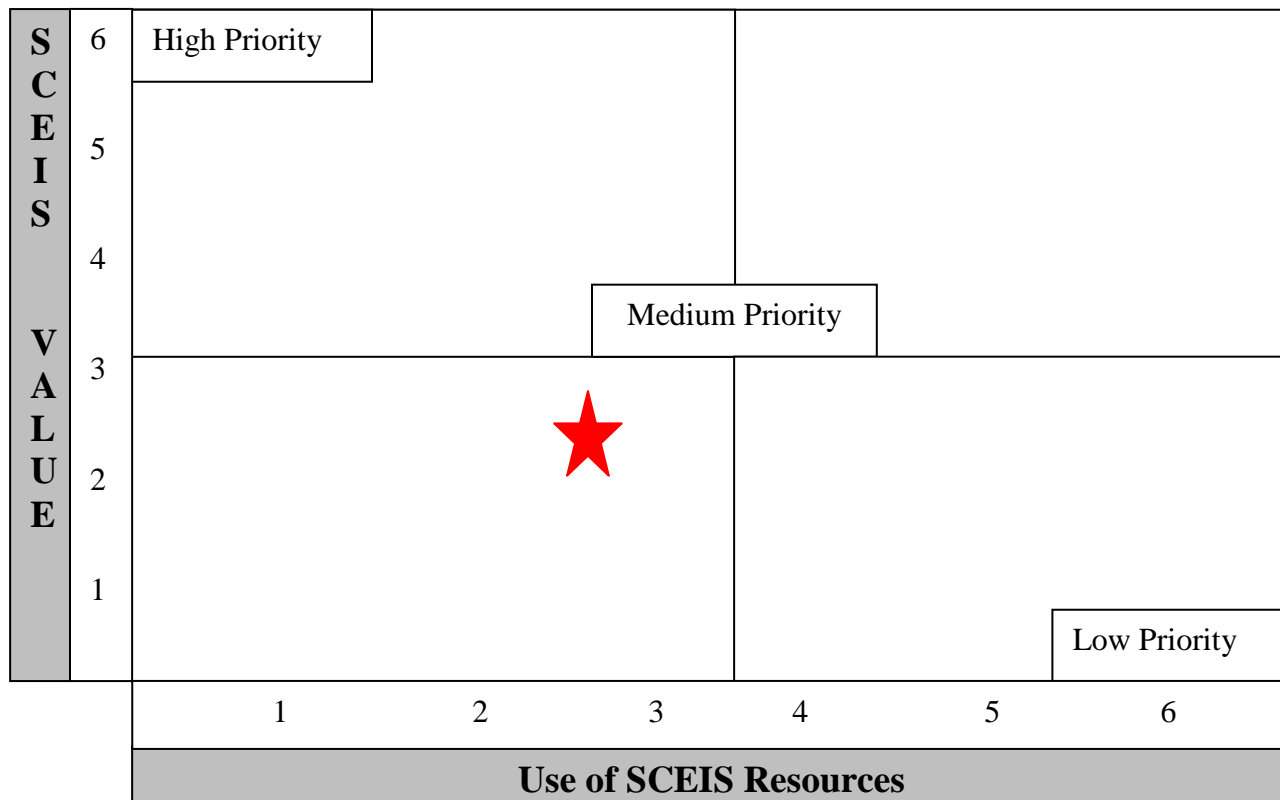 SCEIS VALUE
6
High Priority
5
4
Medium Priority
3
2
1
Low Priority
1 2 3 4 5 6
Use of SCEIS Resources